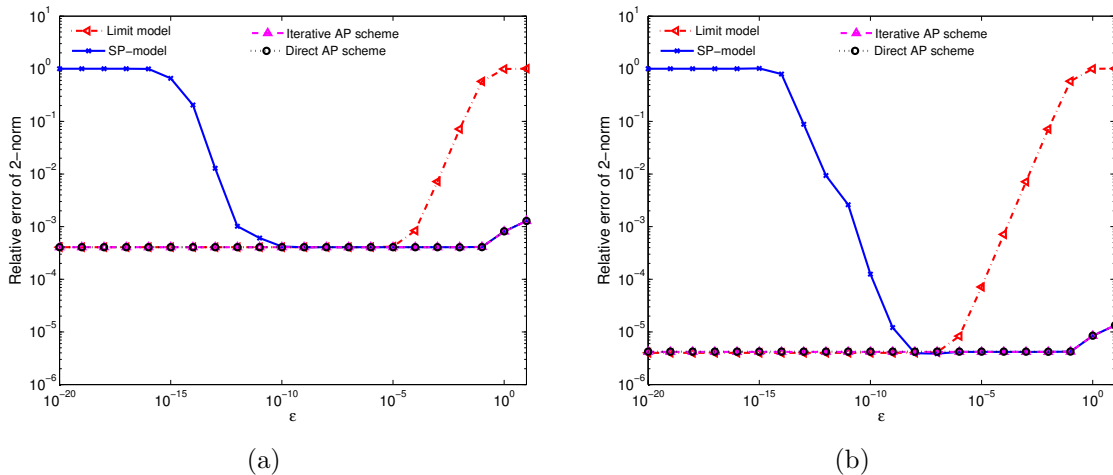 Relative error of 2−norm
10^1
10^0
10^−1
10^−2
10^−3
10^−4
10^−5
10^−6
Limit model
SP−model
Iterative AP scheme
Direct AP scheme
10^−20
10^−15
10^−10
10^−5
10^0
ε
(a)
Relative error of 2−norm
10^1
10^0
10^−1
10^−2
10^−3
10^−4
10^−5
10^−6
Limit model
SP−model
Iterative AP scheme
Direct AP scheme
10^−20
10^−15
10^−10
10^−5
10^0
ε
(b)